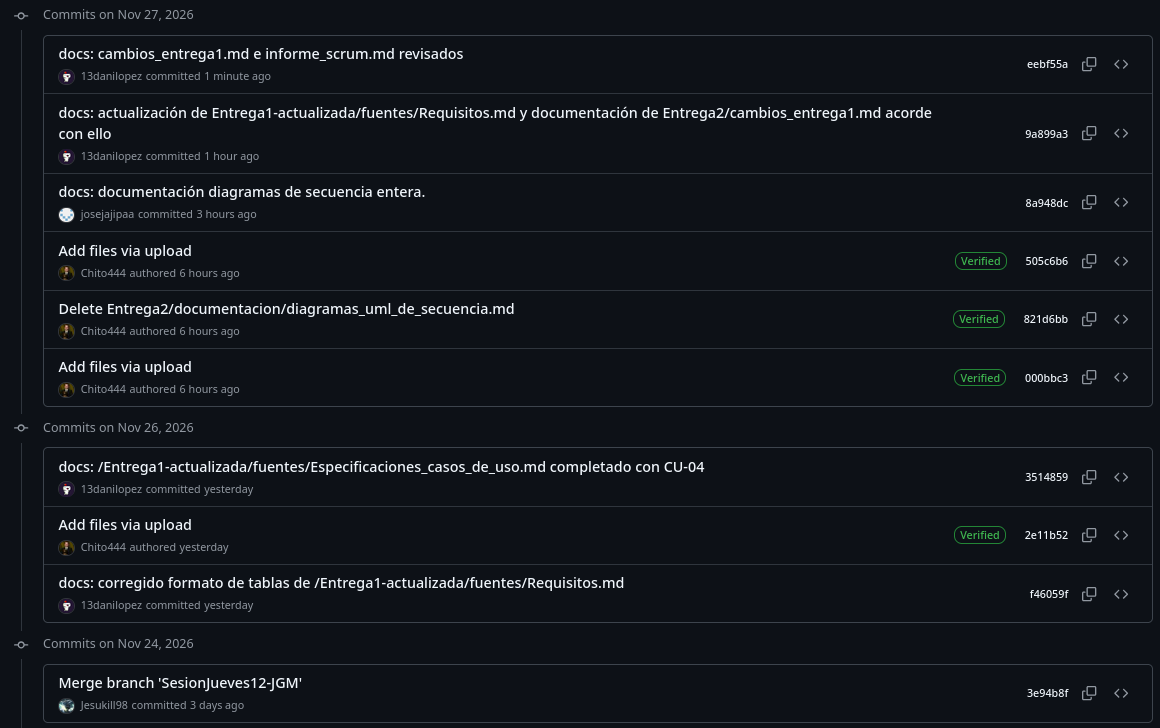 Commits on Nov 27, 2026
docs: cambios_entrega1.md e informe_scrum.md revisados
13danilopez committed 1 minute ago
eebf55a
docs: actualización de Entrega1-actualizada/fuentes/Requisitos.md y documentación de Entrega2/cambios_entrega1.md acorde
con ello
13danilopez committed 1 hour ago
9a899a3
docs: documentación diagramas de secuencia entera.
josejajipaa committed 3 hours ago
8a948dc
Add files via upload
Chito444 authored 6 hours ago
Verified 505c6b6
Delete Entrega2/documentacion/diagramas_uml_de_secuencia.md
Chito444 authored 6 hours ago
Verified 821d6bb
Add files via upload
Chito444 authored 6 hours ago
Verified 000bbc3
Commits on Nov 26, 2026
docs: /Entrega1-actualizada/fuentes/Especificaciones_casos_de_uso.md completado con CU-04
13danilopez committed yesterday
3514859
Add files via upload
Chito444 authored yesterday
Verified 2e11b52
docs: corregido formato de tablas de /Entrega1-actualizada/fuentes/Requisitos.md
13danilopez committed yesterday
f46059f
Commits on Nov 24, 2026
Merge branch 'SesionJueves12-JGM'
Jesukill98 committed 3 days ago
3e94b8f